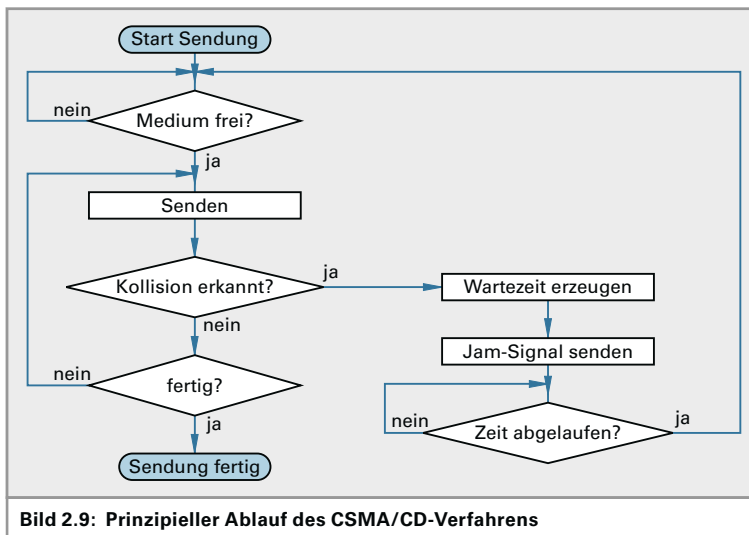 Start Sendung
nein
Medium frei?
ja
Senden
Kollision erkannt?
ja
nein
nein
fertig?
ja
Sendung fertig
Wartezeit erzeugen
Jam-Signal senden
nein
Zeit abgelaufen?
ja
Bild 2.9: Prinzipieller Ablauf des CSMA/CD-Verfahrens